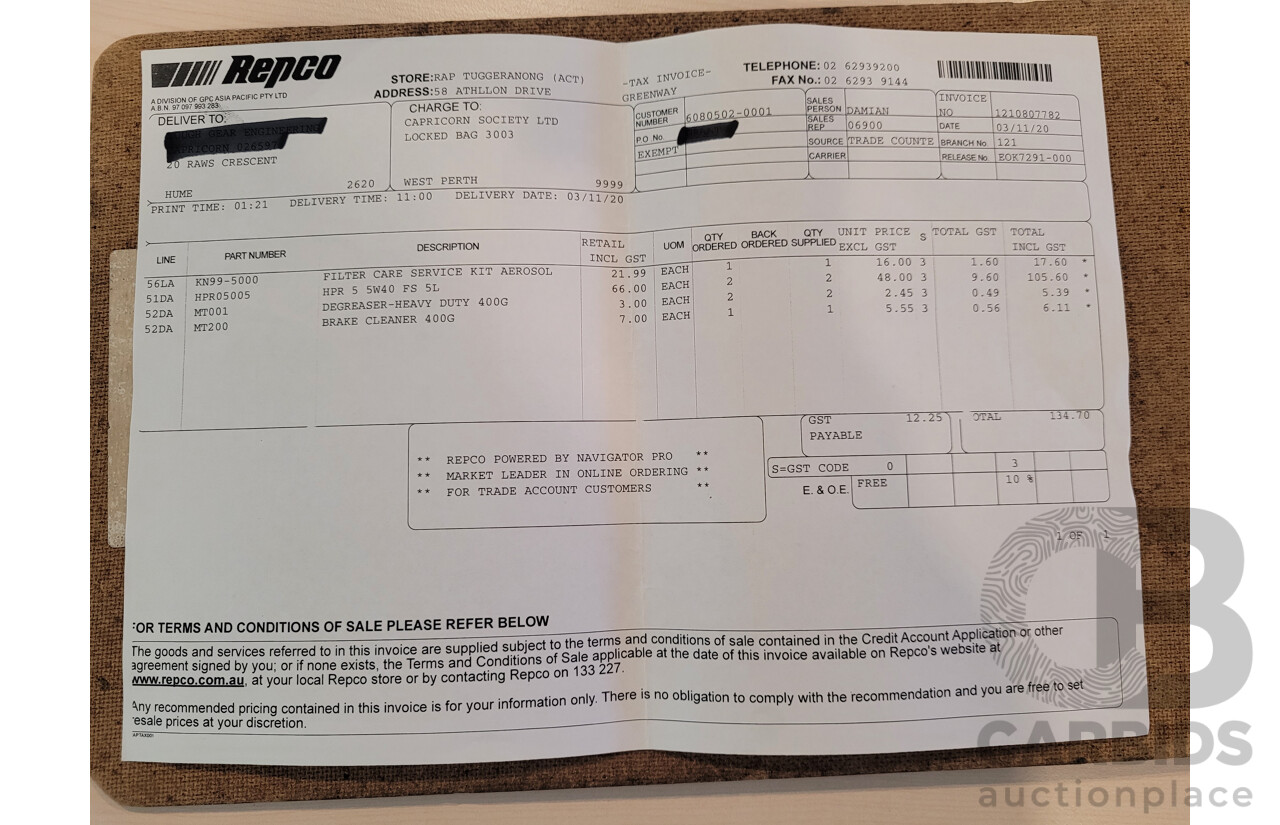 Repco
A DIVISION OF GPC ASIA PACIFIC PTY LTD
A.B.N. 97 097 993 283
STORE:RAP TUGGERANONG (ACT)
ADDRESS:58 ATHLLON DRIVE
-TAX INVOICE-
GREENWAY
TELEPHONE:02 62939200
FAX No.:02 6293 9144
DELIVER TO:
20 RAWS CRESCENT
HUME 2620
CHARGE TO:
CAPRICORN SOCIETY LTD
LOCKED BAG 3003
WEST PERTH 9999
CUSTOMER NUMBER 6080502-0001
PO No.
EXEMPT
SALES PERSON DAMIAN
SALES REP 06900
SOURCE TRADE COUNTE
CARRIER
INVOICE NO 1210807782
DATE 03/11/20
BRANCH No. 121
RELEASE No. EOK7291-000
PRINT TIME: 01:21 DELIVERY TIME: 11:00 DELIVERY DATE: 03/11/20
LINE PART NUMBER DESCRIPTION RETAIL INCL GST UOM QTY ORDERED BACK ORDERED QTY SUPPLIED UNIT PRICE EXCL GST S TOTAL GST TOTAL INCL GST
56LA KN99-5000 FILTER CARE SERVICE KIT AEROSOL 21.99 EACH 1 1 16.00 3 1.60 17.60 *
51DA HPR05005 HPR 5 5W40 FS 5L 66.00 EACH 2 2 48.00 3 9.60 105.60 *
52DA MT001 DEGREASER-HEAVY DUTY 400G 3.00 EACH 2 2 2.45 3 0.49 5.39 *
52DA MT200 BRAKE CLEANER 400G 7.00 EACH 1 1 5.55 3 0.56 6.11 *
GST PAYABLE 12.25
OTAL 134.70
** REPCO POWERED BY NAVIGATOR PRO **
** MARKET LEADER IN ONLINE ORDERING **
** FOR TRADE ACCOUNT CUSTOMERS **
S=GST CODE 0 3
E. & O.E. FREE 10 %
1 OF 1
OR TERMS AND CONDITIONS OF SALE PLEASE REFER BELOW
The goods and services referred to in this invoice are supplied subject to the terms and conditions of sale contained in the Credit Account Application or other
agreement signed by you; or if none exists, the Terms and Conditions of Sale applicable at the date of this invoice available on Repco's website at
www.repco.com.au, at your local Repco store or by contacting Repco on 133 227.
Any recommended pricing contained in this invoice is for your information only. There is no obligation to comply with the recommendation and you are free to set
resale prices at your discretion.
CB
CARBIDS
auctionplace